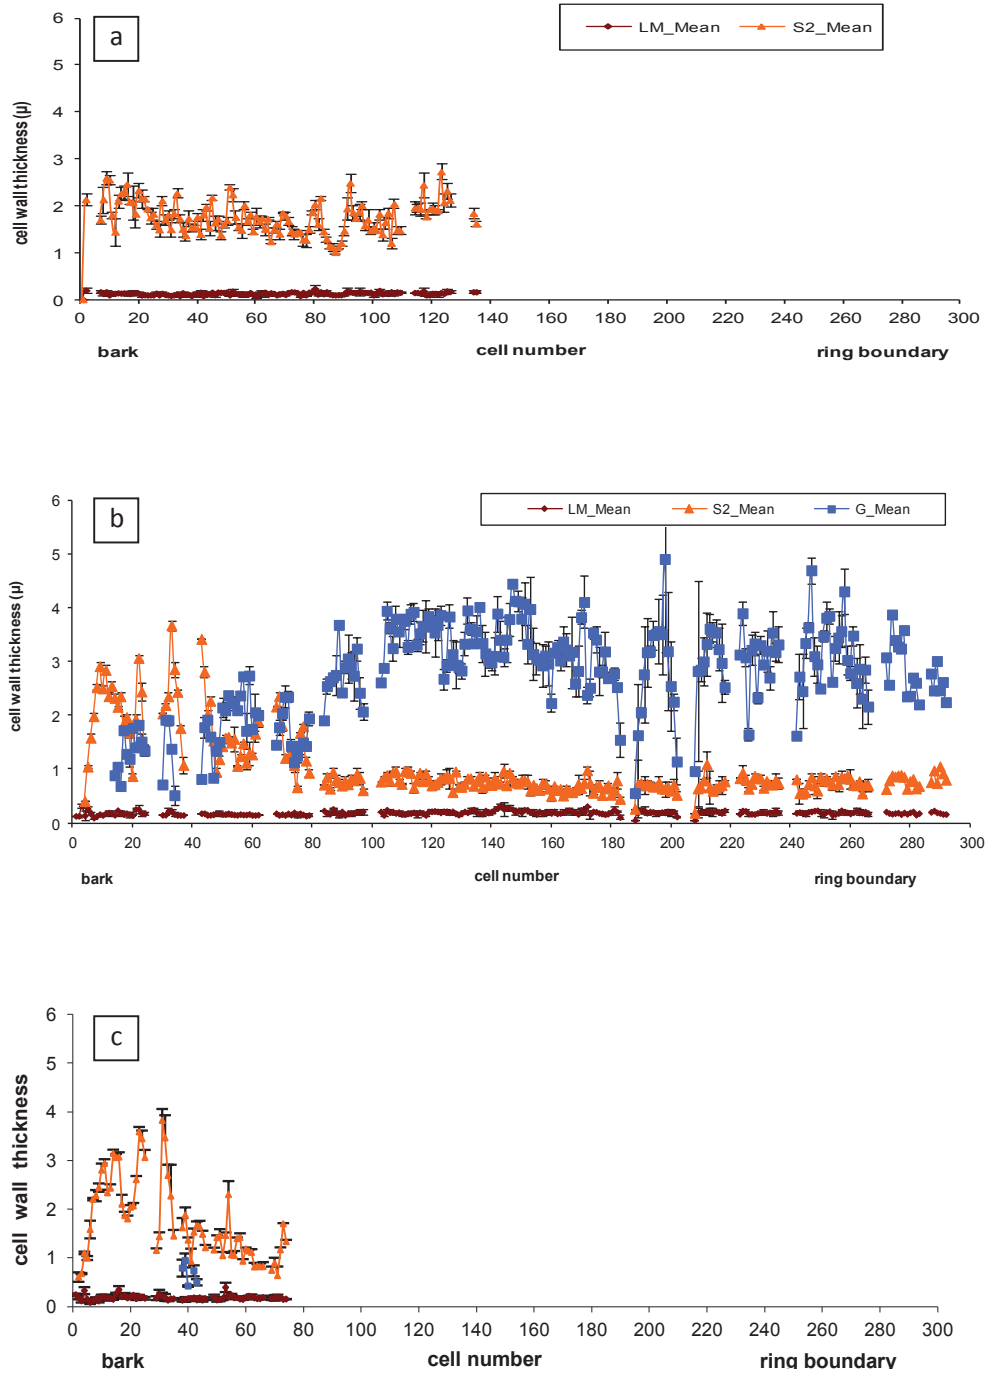 a
LM_Mean S2_Mean
6
5
4
3
2
1
0
cell wall thickness (µ)
0 20 40 60 80 100 120 140 160 180 200 220 240 260 280 300
bark cell number ring boundary
b
LM_Mean S2_Mean G_Mean
6
5
4
3
2
1
0
cell wall thickness (µ)
0 20 40 60 80 100 120 140 160 180 200 220 240 260 280 300
bark cell number ring boundary
c
6
5
4
3
2
1
0
cell wall thickness
0 20 40 60 80 100 120 140 160 180 200 220 240 260 280 300
bark cell number ring boundary